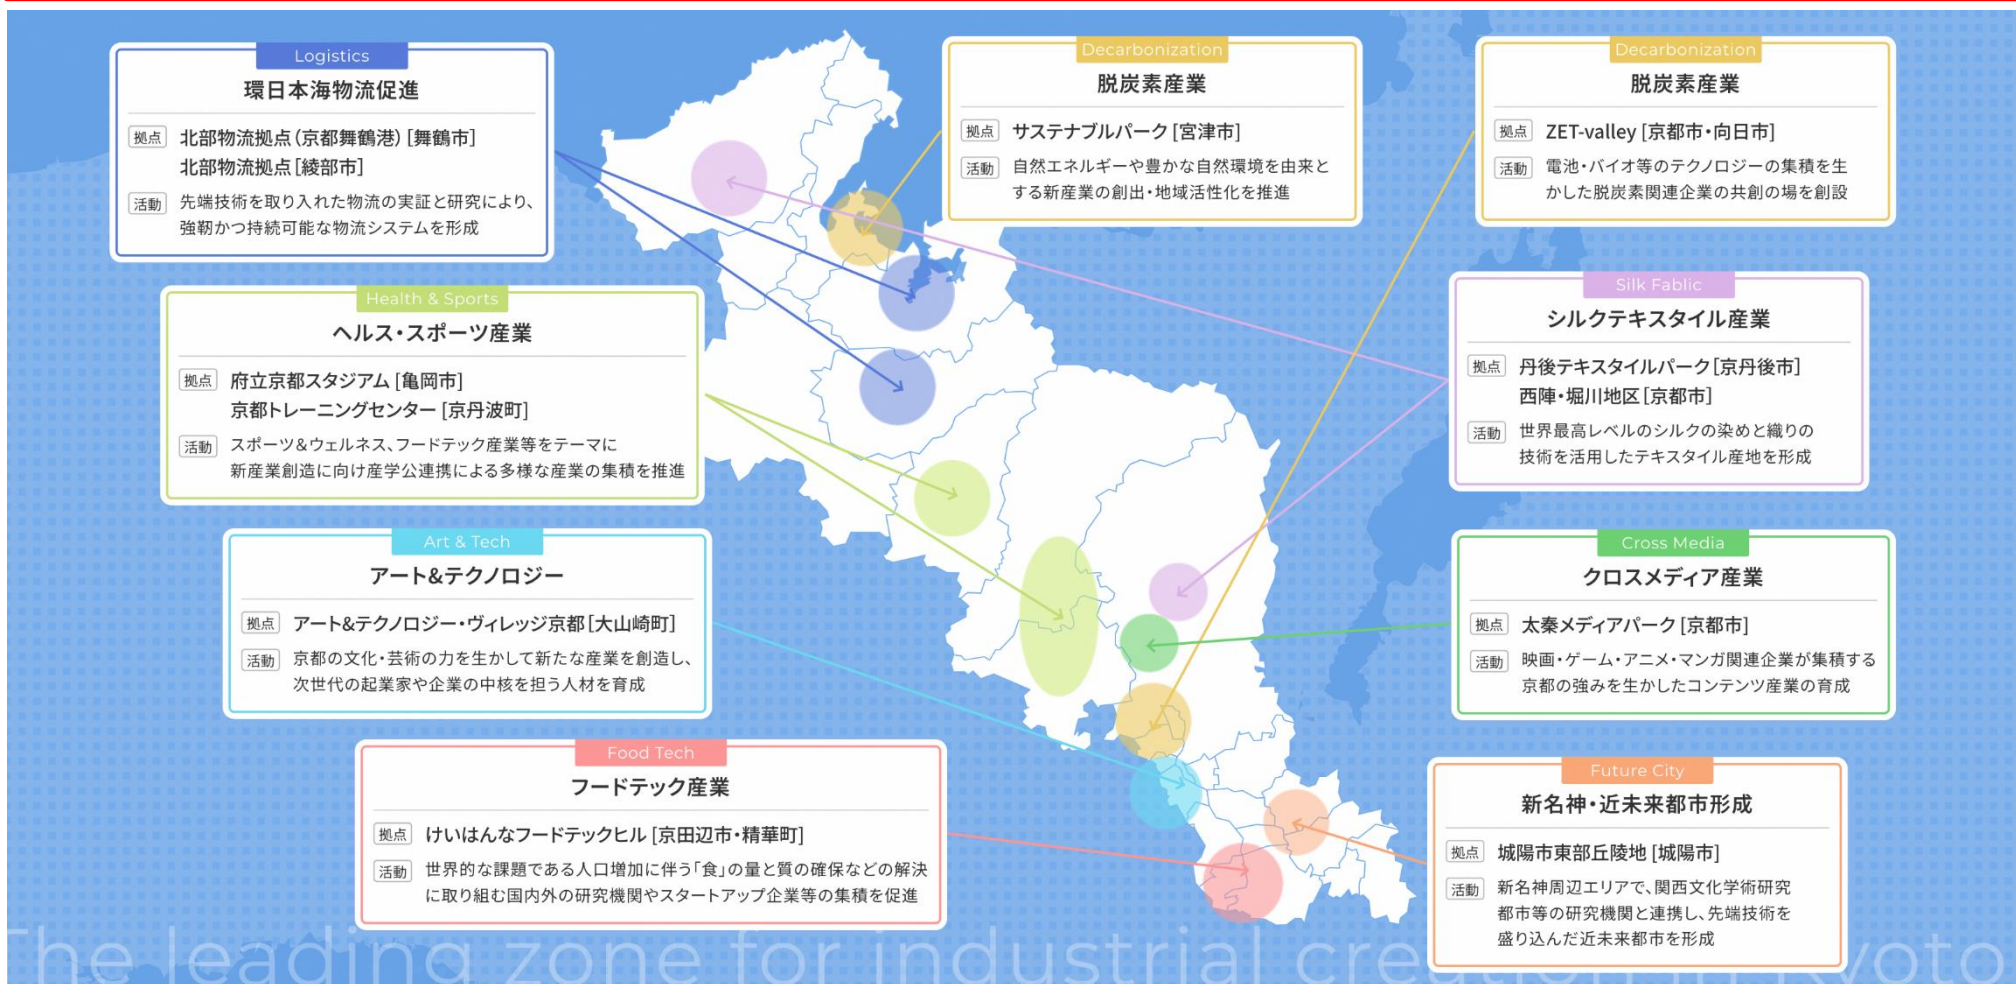 Logistics
環日本海物流促進
拠点 北部物流拠点（京都舞鶴港）[舞鶴市]
北部物流拠点[綾部市]
活動 先端技術を取り入れた物流の実証と研究により、
強靭かつ持続可能な物流システムを形成
Decarbonization
脱炭素産業
拠点 サステナブルパーク[宮津市]
活動 自然エネルギーや豊かな自然環境を由来と
する新産業の創出・地域活性化を推進
Decarbonization
脱炭素産業
拠点 ZET-valley [京都市・向日市]
活動 電池・バイオ等のテクノロジーの集積を生
かした脱炭素関連企業の共創の場を創設
Health & Sports
ヘルス・スポーツ産業
拠点 府立京都スタジアム[亀岡市]
京都トレーニングセンター[京丹波町]
活動 スポーツ&ウェルネス、フードテック産業等をテーマに
新産業創造に向け産学公連携による多様な産業の集積を推進
Silk Fablic
シルクテキスタイル産業
拠点 丹後テキスタイルパーク[京丹後市]
西陣・堀川地区[京都市]
活動 世界最高レベルのシルクの染めと織りの
技術を活用したテキスタイル産地を形成
Art & Tech
アート&テクノロジー
拠点 アート&テクノロジー・ヴィレッジ京都[大山崎町]
活動 京都の文化・芸術の力を生かして新たな産業を創造し、
次世代の起業家や企業の中核を担う人材を育成
Cross Media
クロスメディア産業
拠点 太秦メディアパーク[京都市]
活動 映画・ゲーム・アニメ・マンガ関連企業が集積する
京都の強みを生かしたコンテンツ産業の育成
Food Tech
フードテック産業
拠点 けいはんなフードテックヒル[京田辺市・精華町]
活動 世界的な課題である人口増加に伴う「食」の量と質の確保などの解決
に取り組む国内外の研究機関やスタートアップ企業等の集積を促進
Future City
新名神・近未来都市形成
拠点 城陽市東部丘陵地[城陽市]
活動 新名神周辺エリアで、関西文化学術研究
都市等の研究機関と連携し、先端技術を
盛り込んだ近未来都市を形成
The leading zone for industrial creation in Kyoto